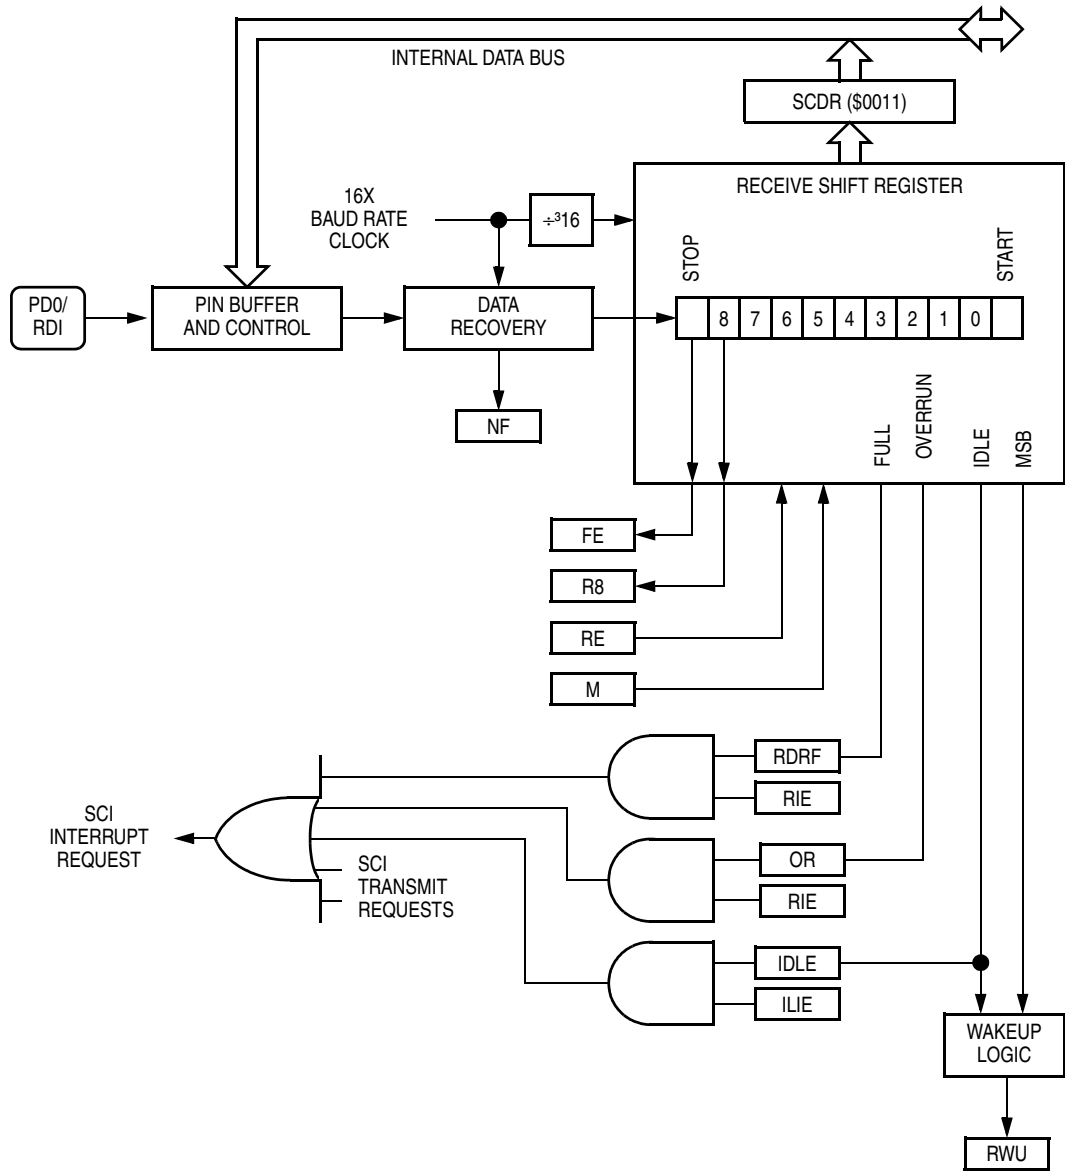 INTERNAL DATA BUS
SCDR ($0011)
RECEIVE SHIFT REGISTER
16X
BAUD RATE
CLOCK
÷³16
STOP
START
PD0/
RDI
PIN BUFFER
AND CONTROL
DATA
RECOVERY
8 7 6 5 4 3 2 1 0
NF
FULL
OVERRUN
IDLE
MSB
FE
R8
RE
M
RDRF
RIE
SCI
INTERRUPT
REQUEST
SCI
TRANSMIT
REQUESTS
OR
RIE
IDLE
ILIE
WAKEUP
LOGIC
RWU